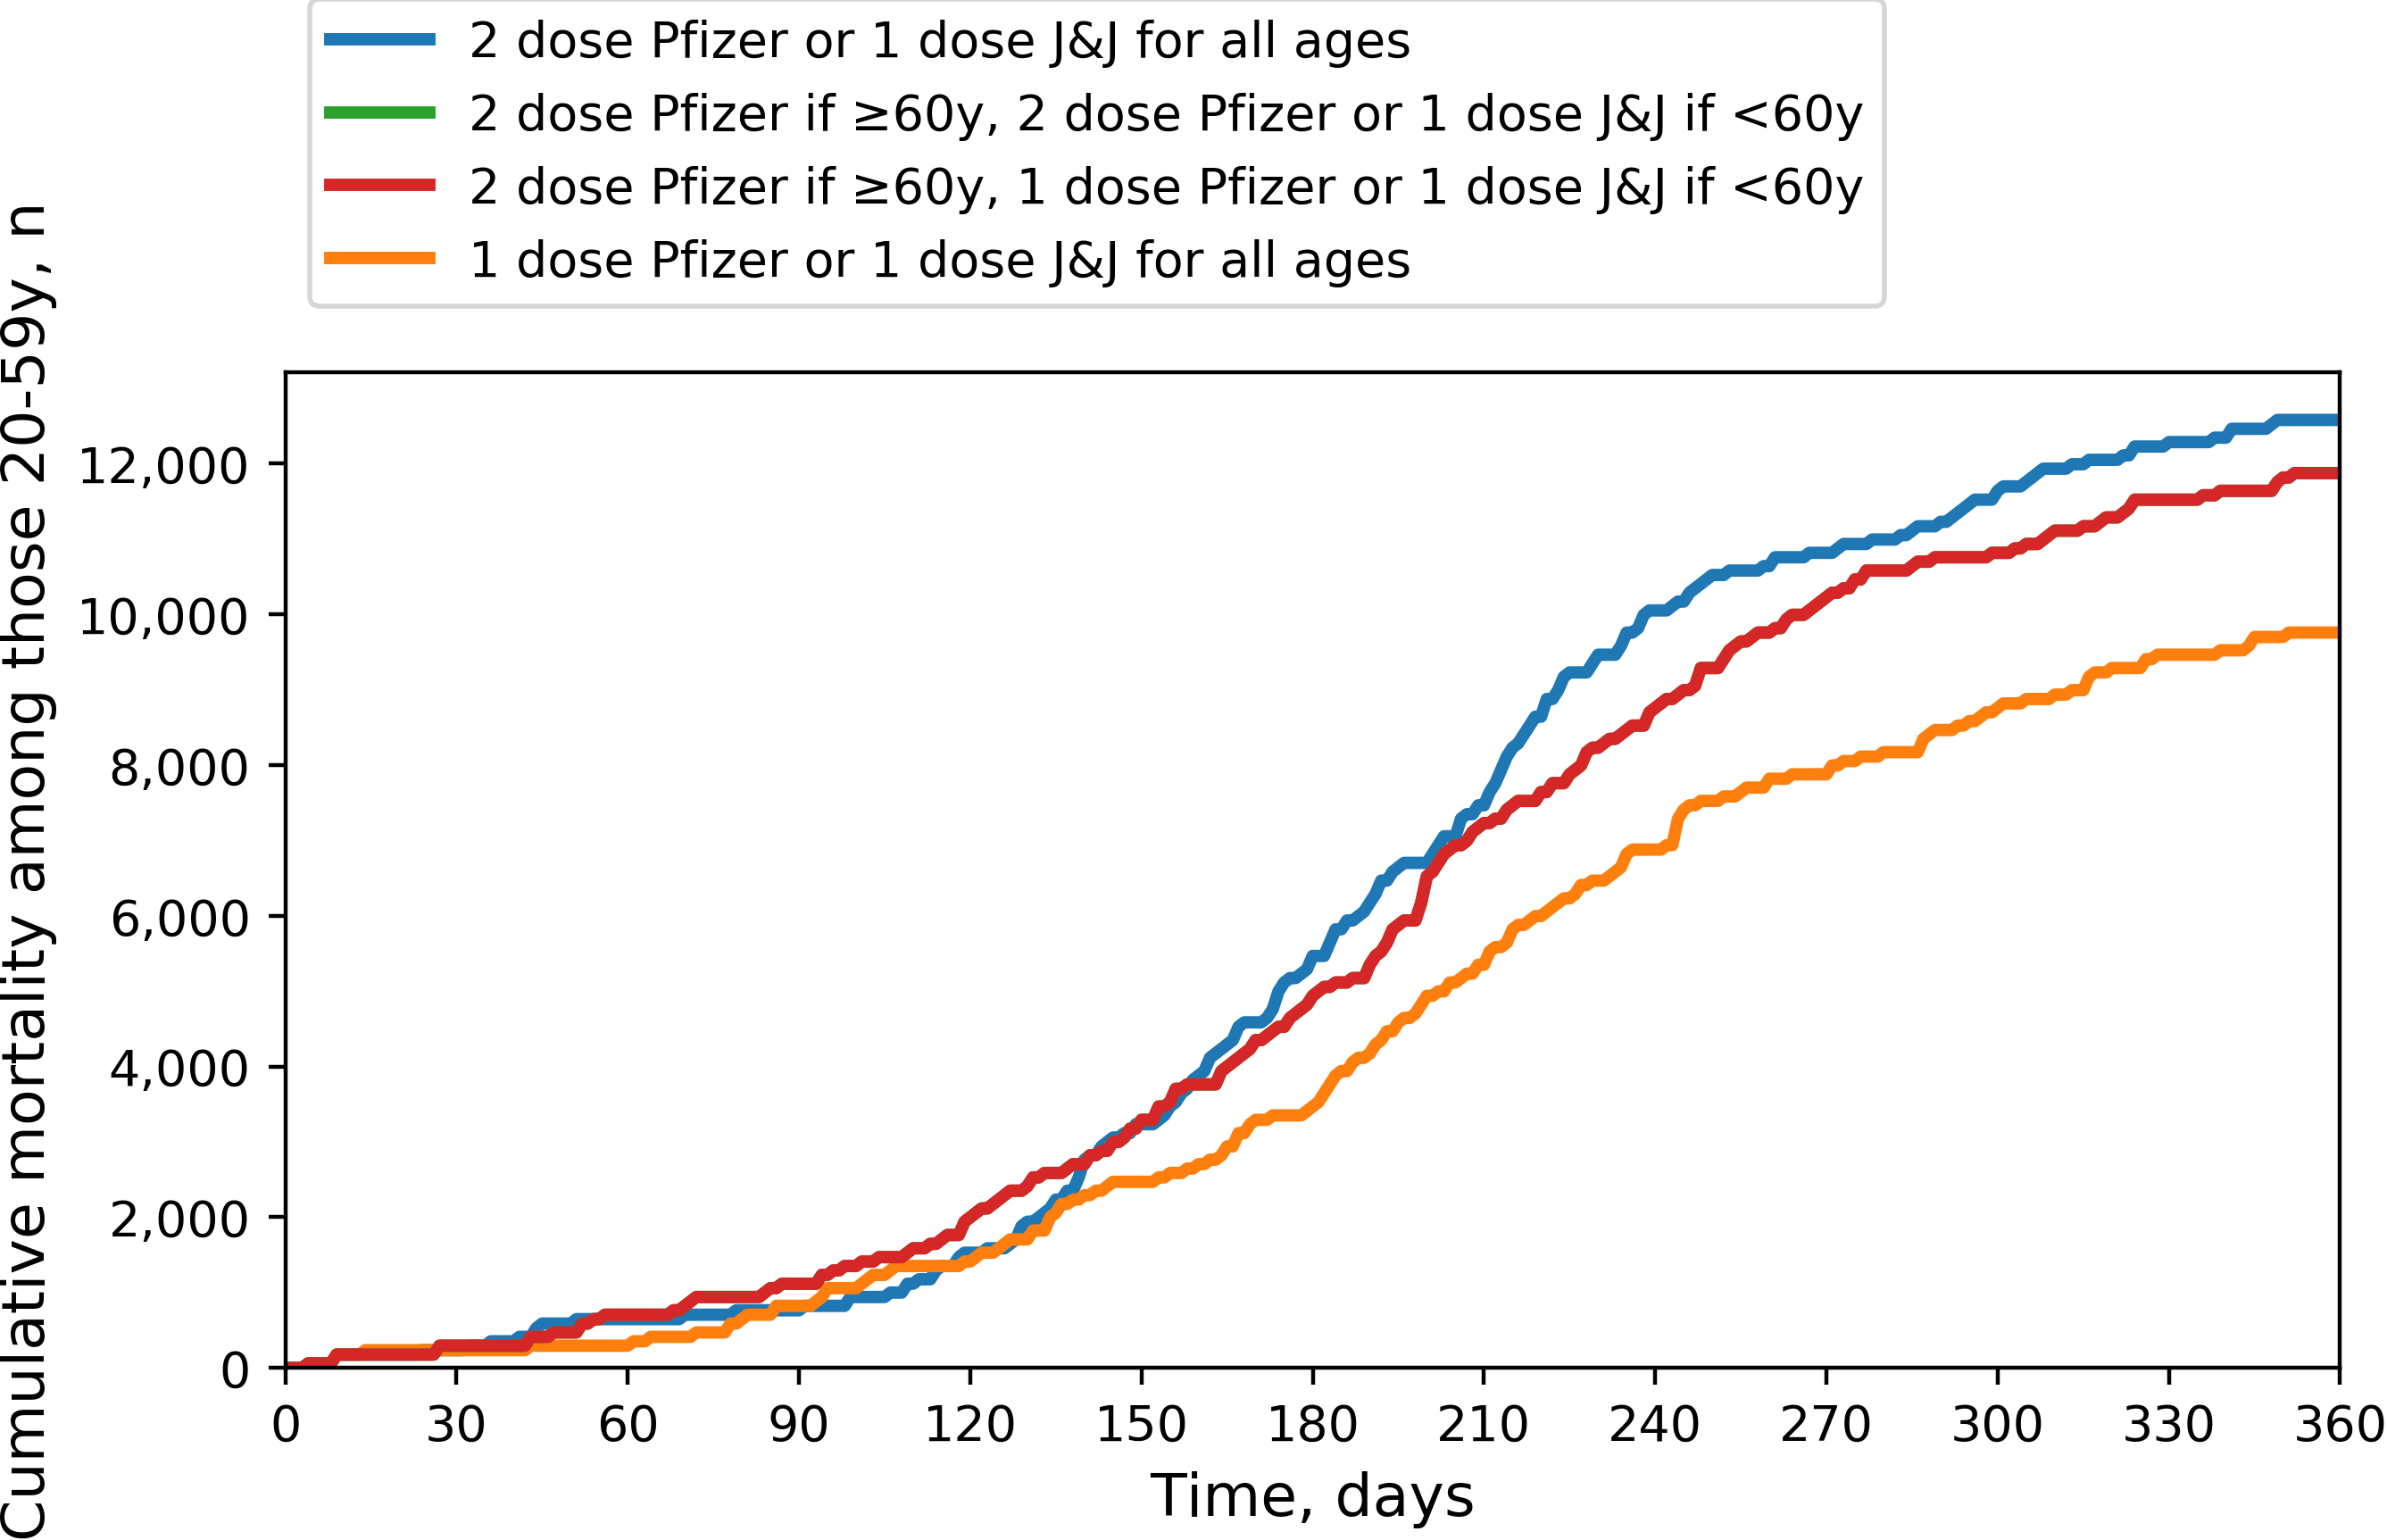 2 dose Pfizer or 1 dose J&J for all ages
2 dose Pfizer if ≥60y, 2 dose Pfizer or 1 dose J&J if <60y
2 dose Pfizer if ≥60y, 1 dose Pfizer or 1 dose J&J if <60y
1 dose Pfizer or 1 dose J&J for all ages
Cumulative mortality among those 20-59y, n
12,000
10,000
8,000
6,000
4,000
2,000
0
0 30 60 90 120 150 180 210 240 270 300 330 360
Time, days